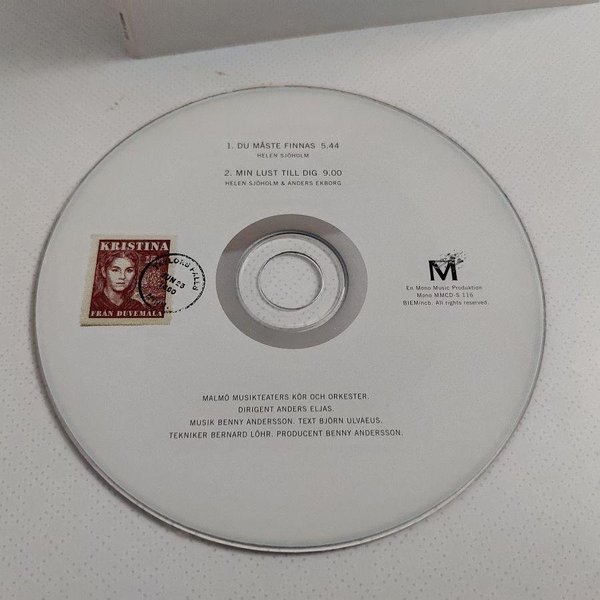 1. DU MÅSTE FINNAS 5.44
HELEN SJÖHOLM
2. MIN LUST TILL DIG 9.00
HELEN SJÖHOLM & ANDERS EKBORG
KRISTINA
FRÅN DUVEMÅLA
M
En Mono Music Produktion
Mono MMCD-S 116
BIEM/ncb. All rights reserved.
MALMÖ MUSIKTEATERS KÖR OCH ORKESTER.
DIRIGENT ANDERS ELJAS.
MUSIK BENNY ANDERSSON. TEXT BJÖRN ULVAEUS.
TEKNIKER BERNARD LÖHR. PRODUCENT BENNY ANDERSSON.